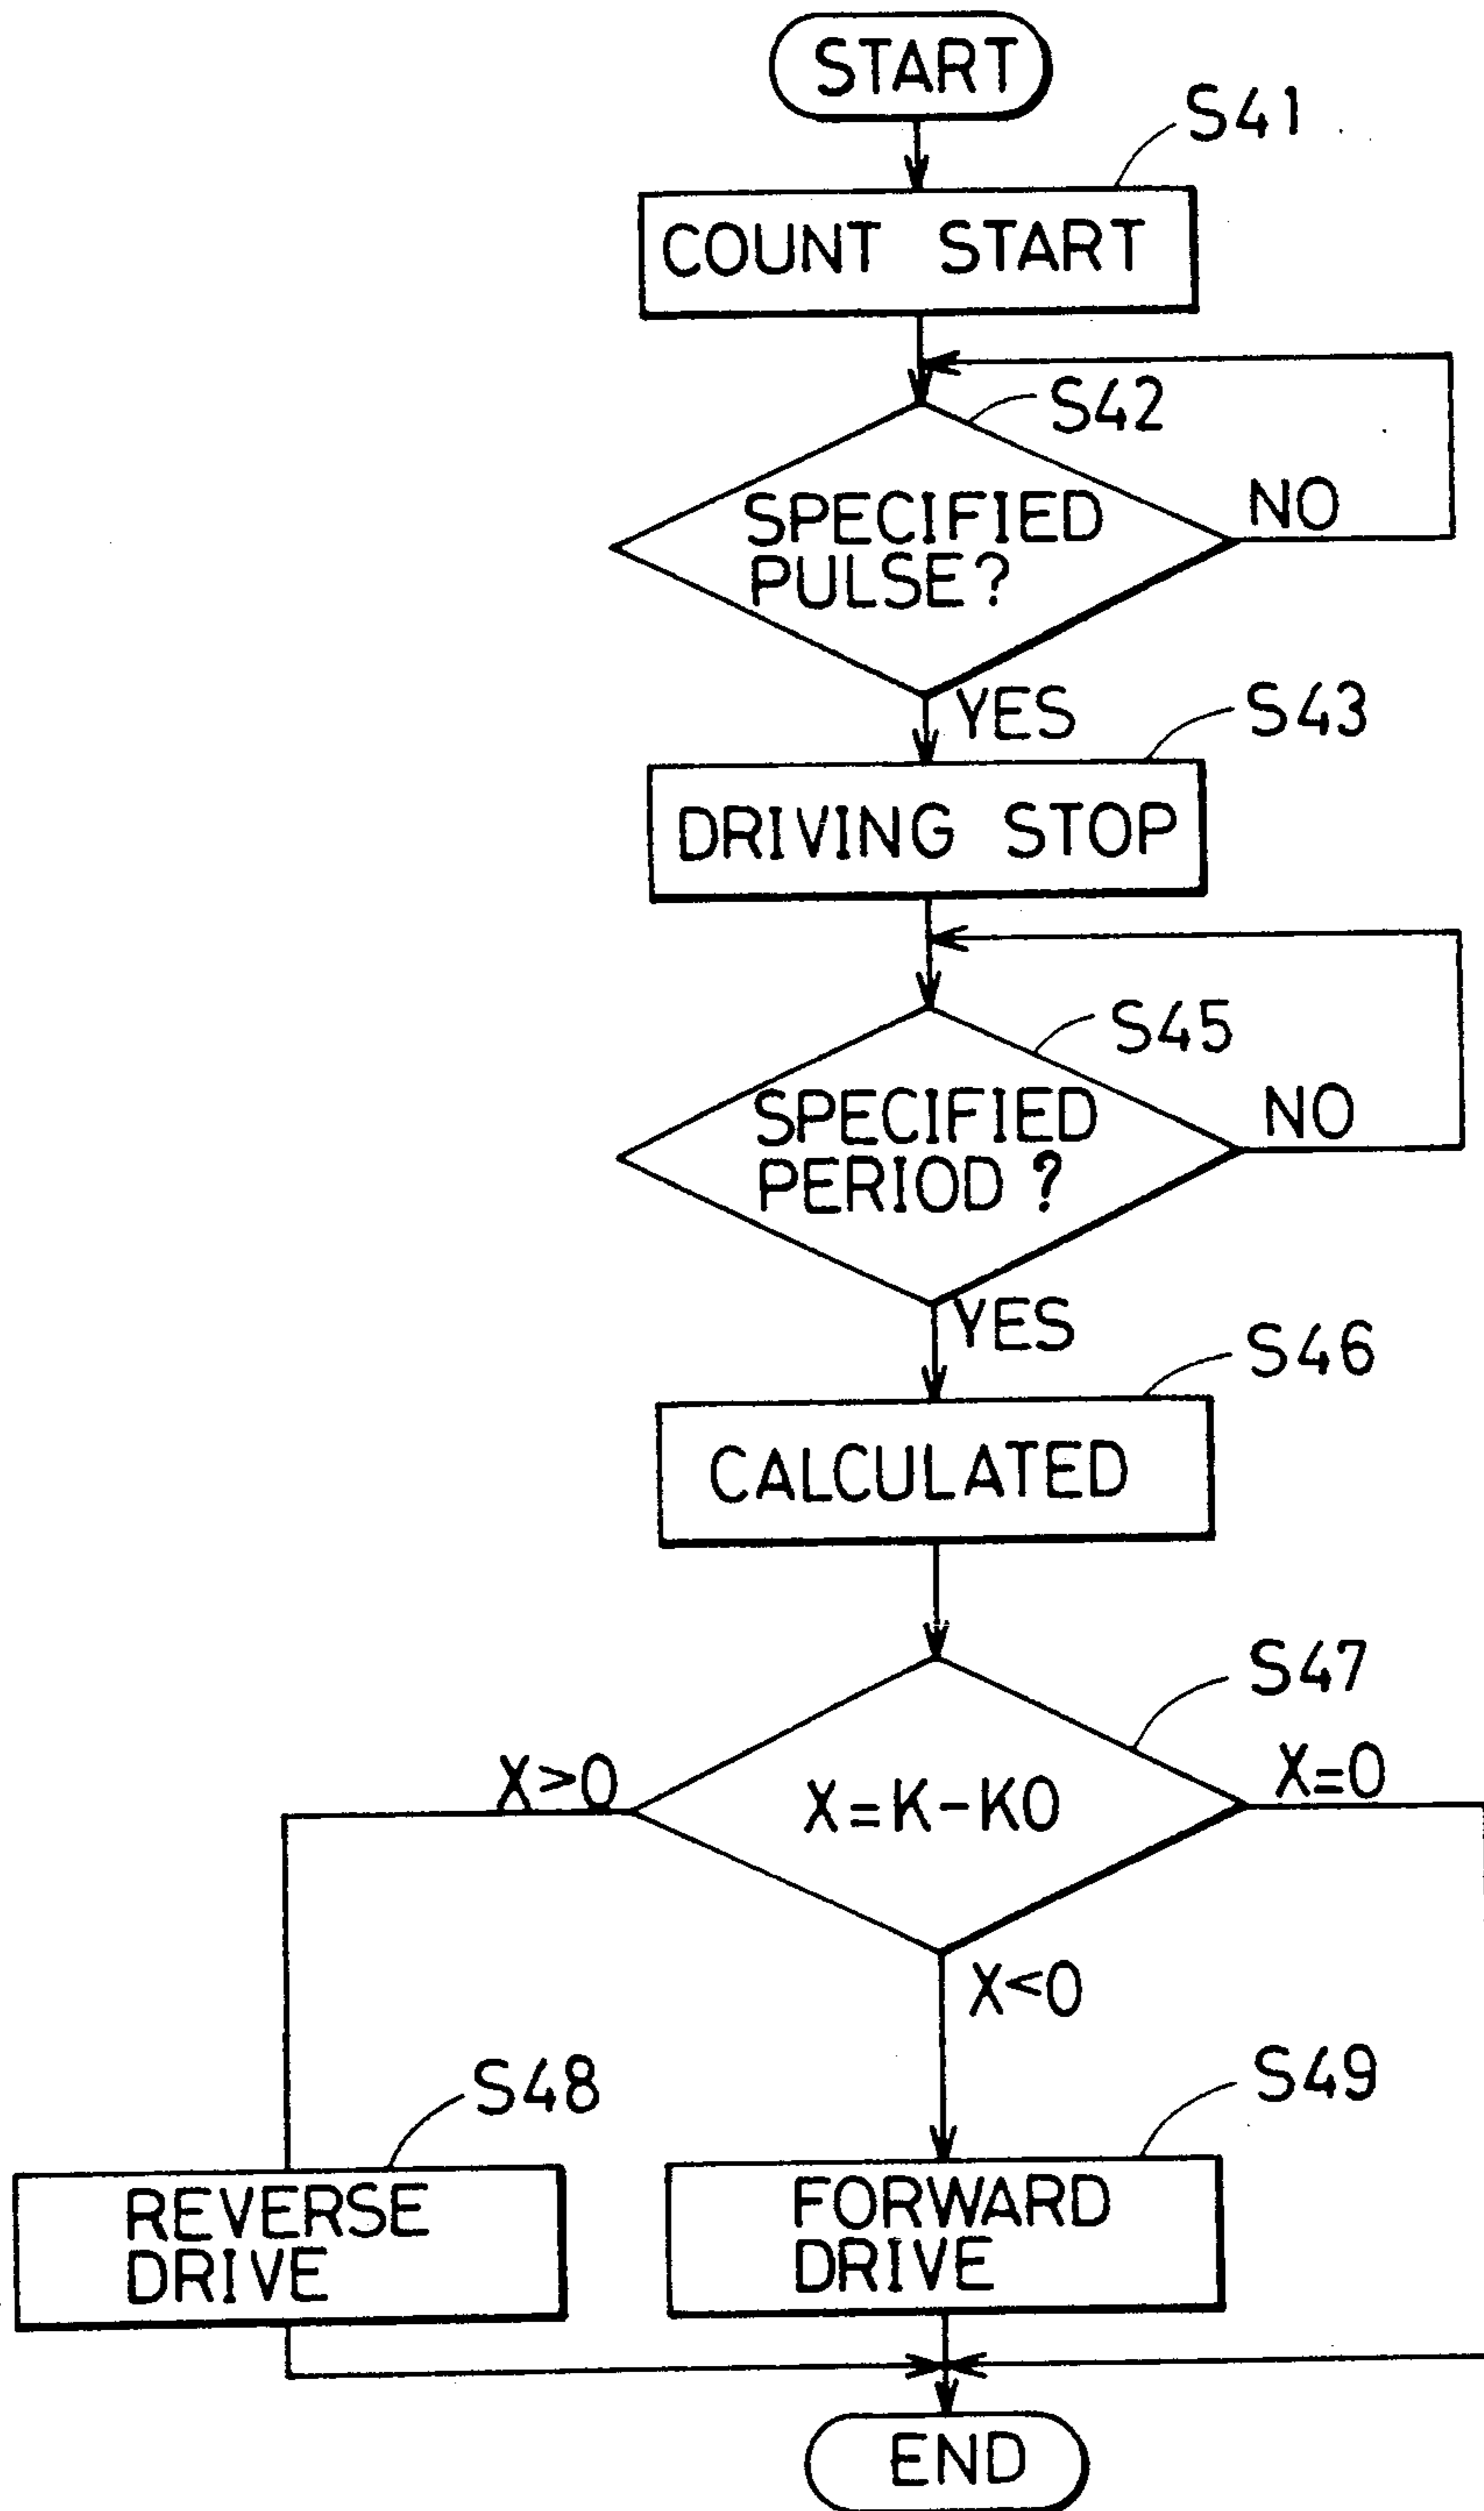 START
S41
COUNT START
S42
SPECIFIED
PULSE?
NO
YES
S43
DRIVING STOP
S45
SPECIFIED
PERIOD?
NO
YES
S46
CALCULATED
S47
X>0
X=K-K0
X=0
X<0
S48
S49
REVERSE
DRIVE
FORWARD
DRIVE
END